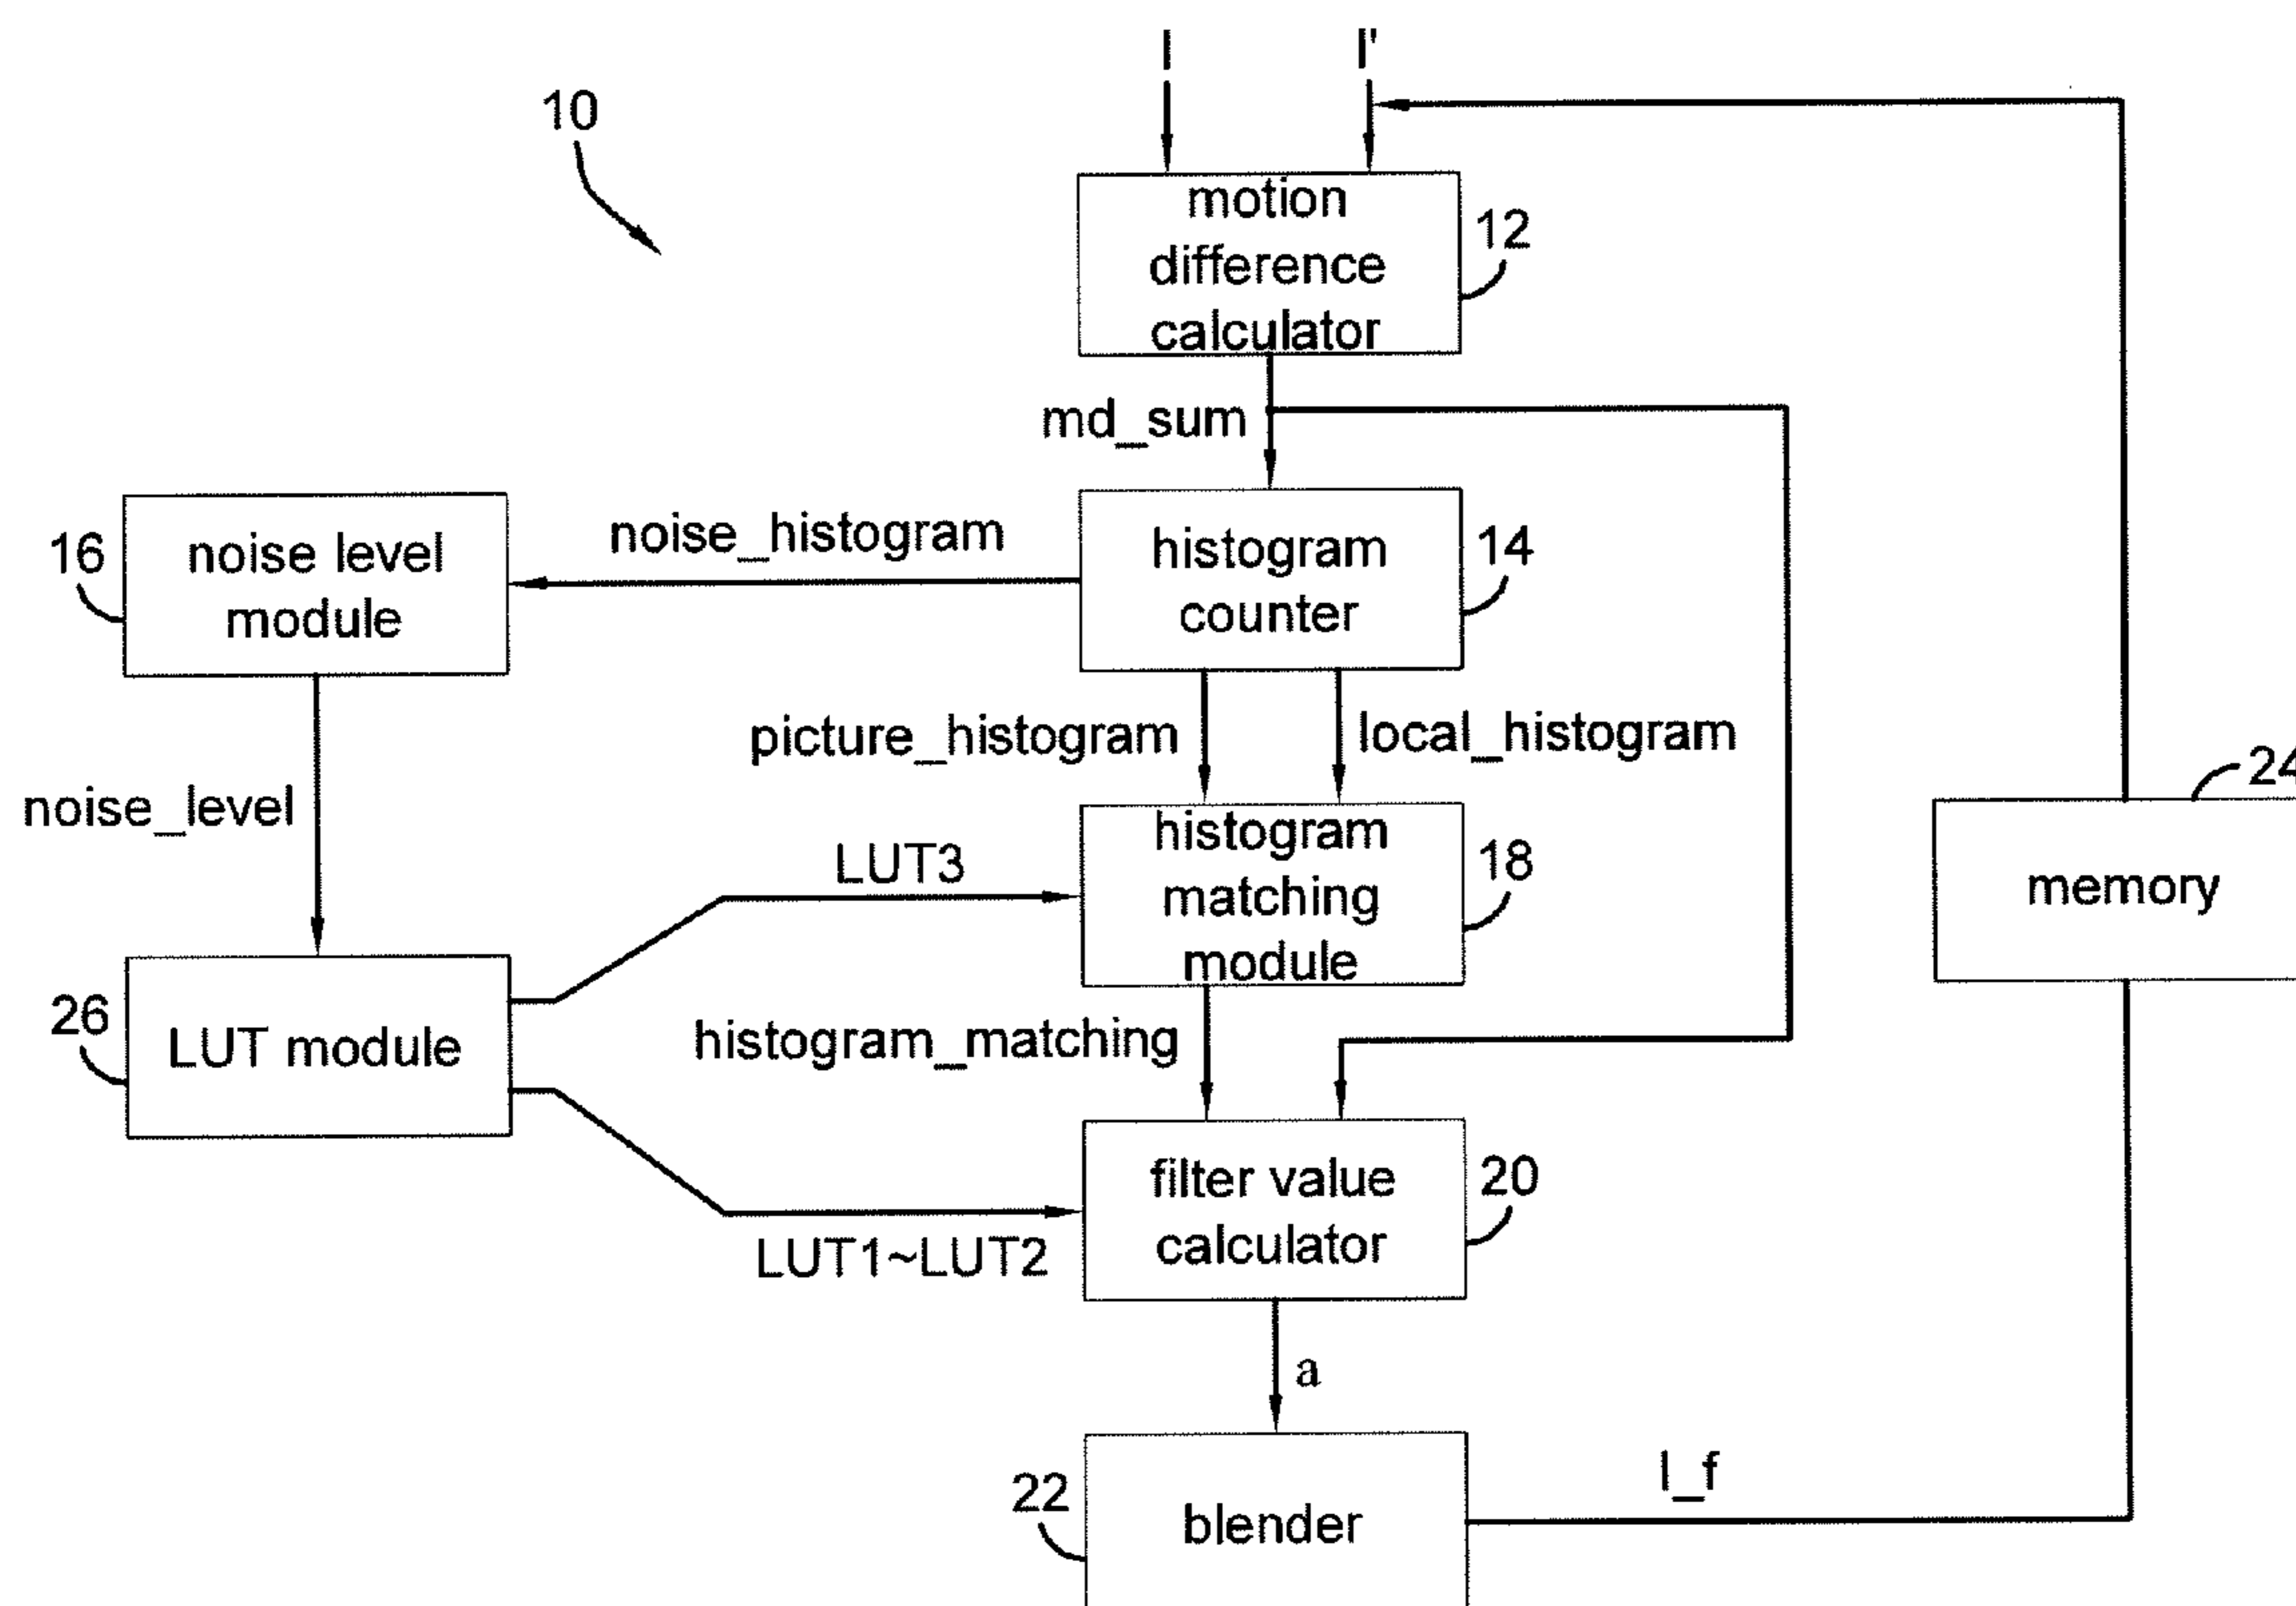 I
I'
10
motion
difference
calculator
12
md_sum
noise_histogram
16
noise level
module
histogram
counter
14
picture_histogram
local_histogram
noise_level
24
LUT3
histogram
matching
module
18
memory
26
LUT module
histogram_matching
filter value
calculator
20
LUT1~LUT2
a
22
blender
I_f